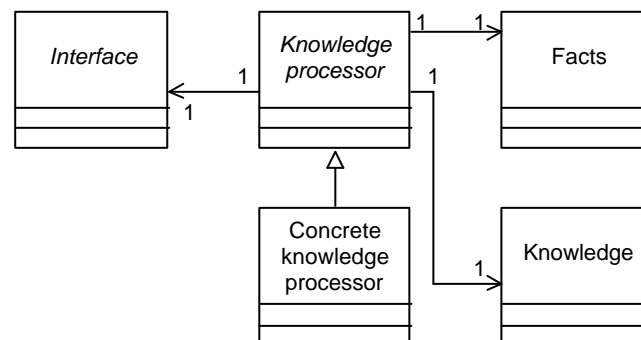 Interface
Knowledge
processor
Facts
1
1
1
1
1
1
Concrete
knowledge
processor
Knowledge